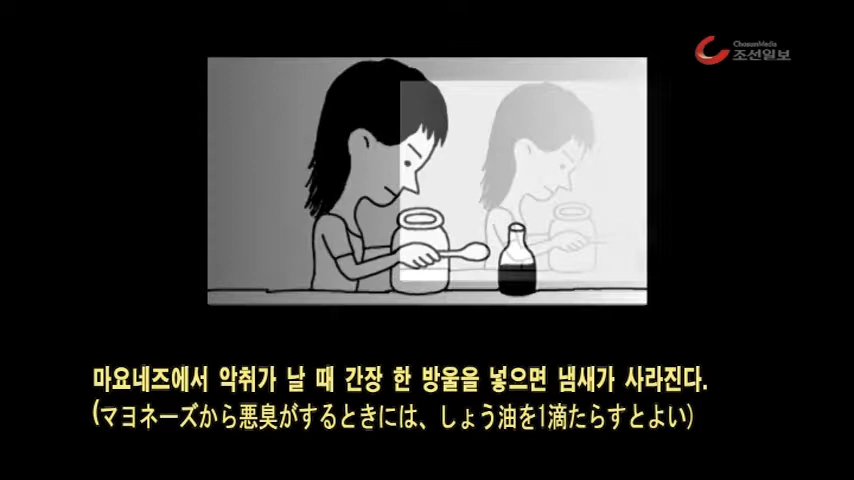 ChosunMedia
조선일보
마요네즈에서 악취가 날 때 간장 한 방울을 넣으면 냄새가 사라진다.
(マヨネーズから悪臭がするときには、しょう油を1滴たらすとよい)